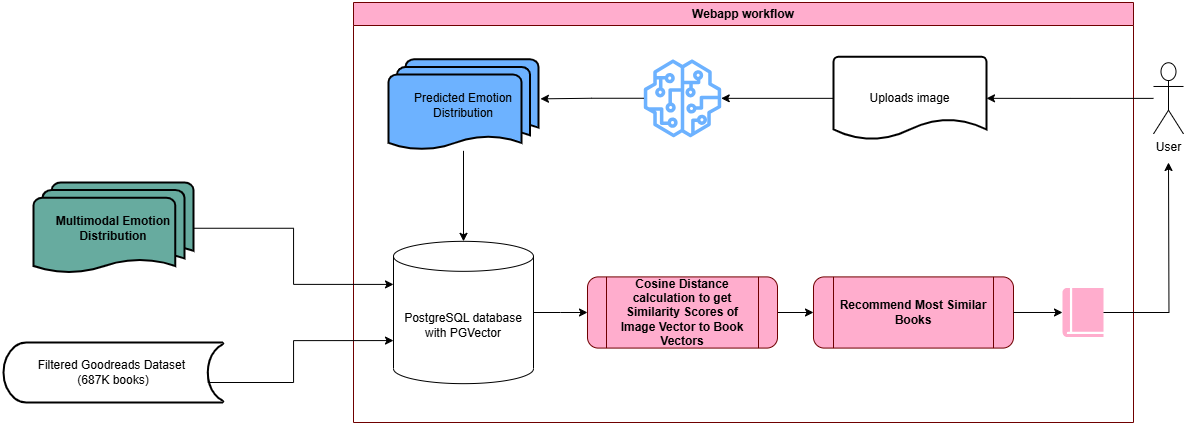 Webapp workflow
Predicted Emotion
Distribution
Uploads image
User
Multimodal Emotion
Distribution
PostgreSQL database
with PGVector
Cosine Distance
calculation to get
Similarity Scores of
Image Vector to Book
Vectors
Recommend Most Similar
Books
Filtered Goodreads Dataset
(687K books)